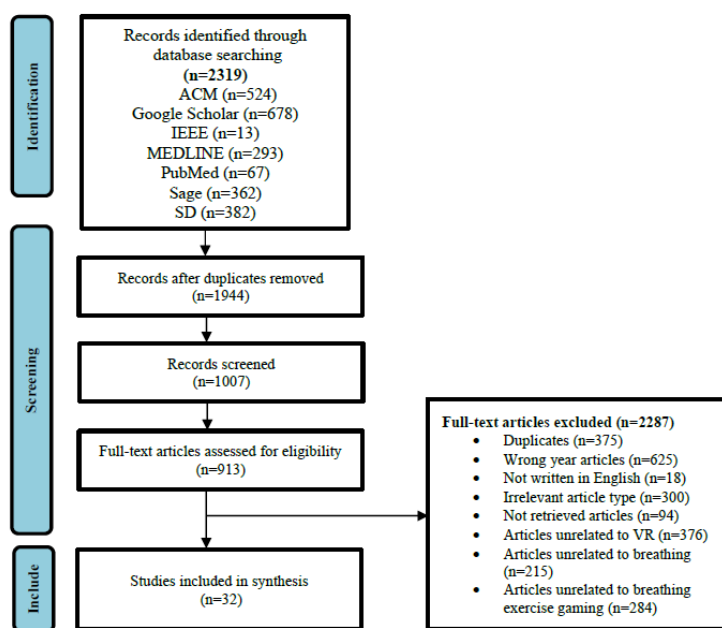 Identification
Records identified through
database searching
(n=2319)
ACM (n=524)
Google Scholar (n=678)
IEEE (n=13)
MEDLINE (n=293)
PubMed (n=67)
Sage (n=362)
SD (n=382)
Screening
Records after duplicates removed
(n=1944)
Records screened
(n=1007)
Full-text articles assessed for eligibility
(n=913)
Full-text articles excluded (n=2287)
• Duplicates (n=375)
• Wrong year articles (n=625)
• Not written in English (n=18)
• Irrelevant article type (n=300)
• Not retrieved articles (n=94)
• Articles unrelated to VR (n=376)
• Articles unrelated to breathing
(n=215)
• Articles unrelated to breathing
exercise gaming (n=284)
Include
Studies included in synthesis
(n=32)